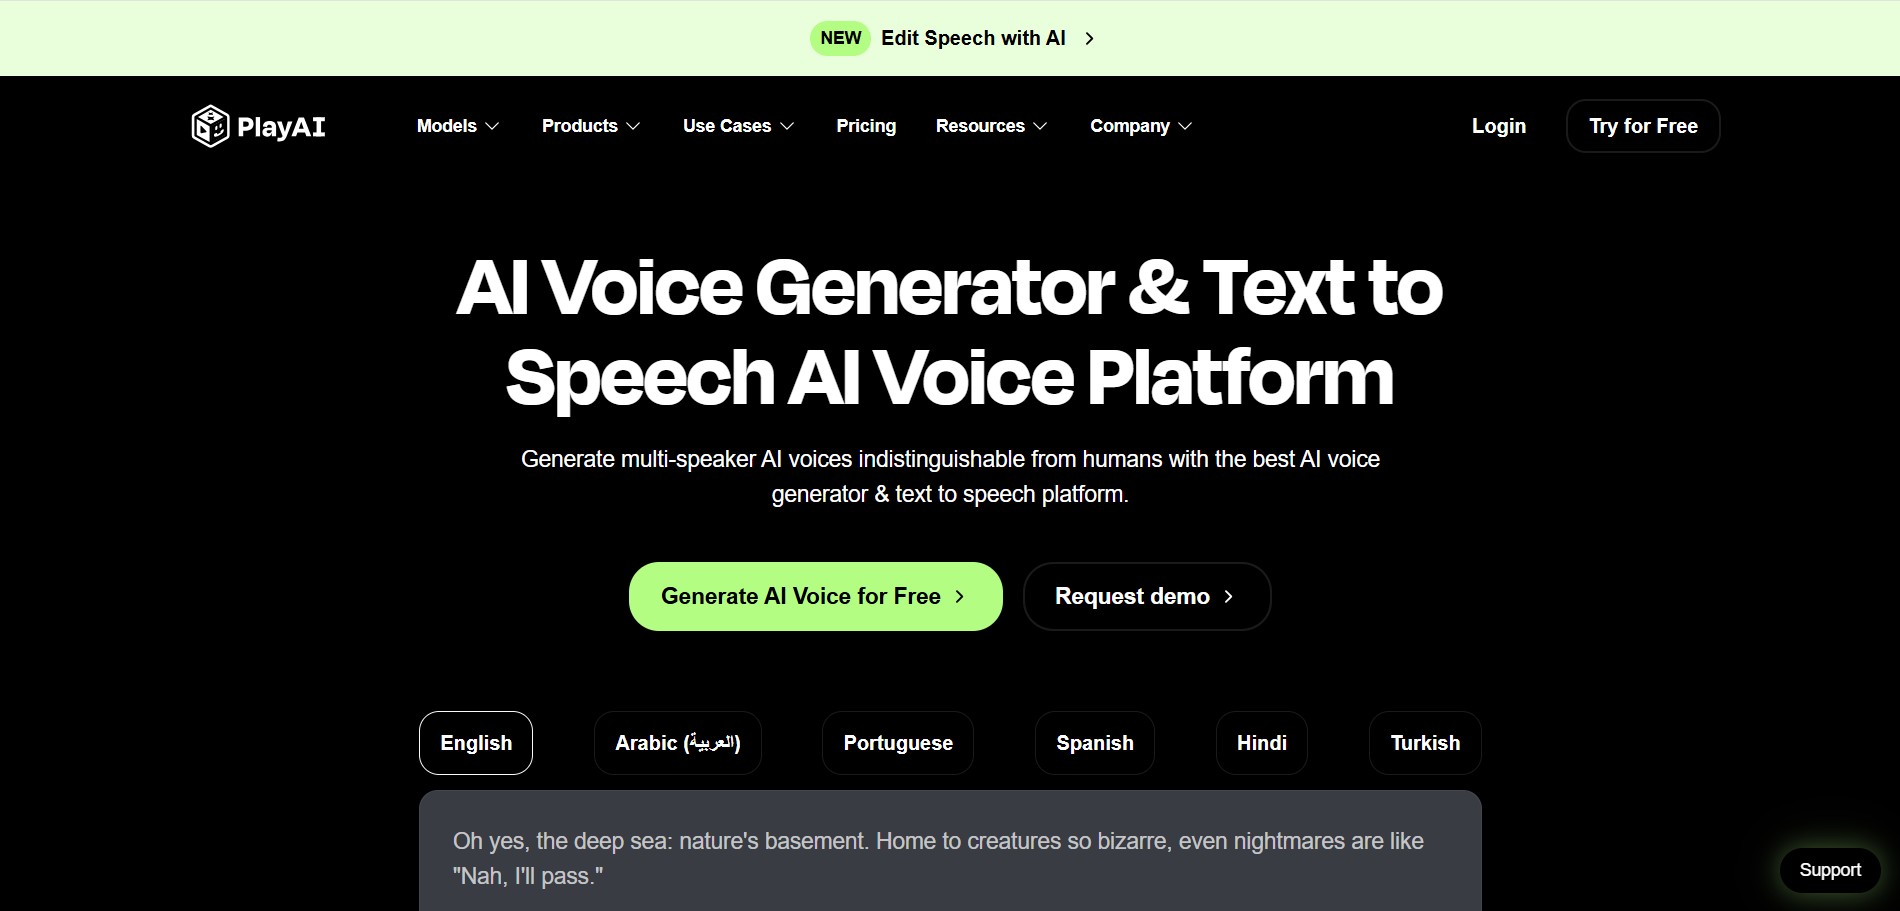 NEW Edit Speech with AI
PlayAI Models Products Use Cases Pricing Resources Company Login Try for Free
AI Voice Generator & Text to
Speech AI Voice Platform
Generate multi-speaker AI voices indistinguishable from humans with the best AI voice
generator & text to speech platform.
Generate AI Voice for Free Request demo
English Arabic (العربية) Portuguese Spanish Hindi Turkish
Oh yes, the deep sea: nature's basement. Home to creatures so bizarre, even nightmares are like
"Nah, I'll pass."
Support